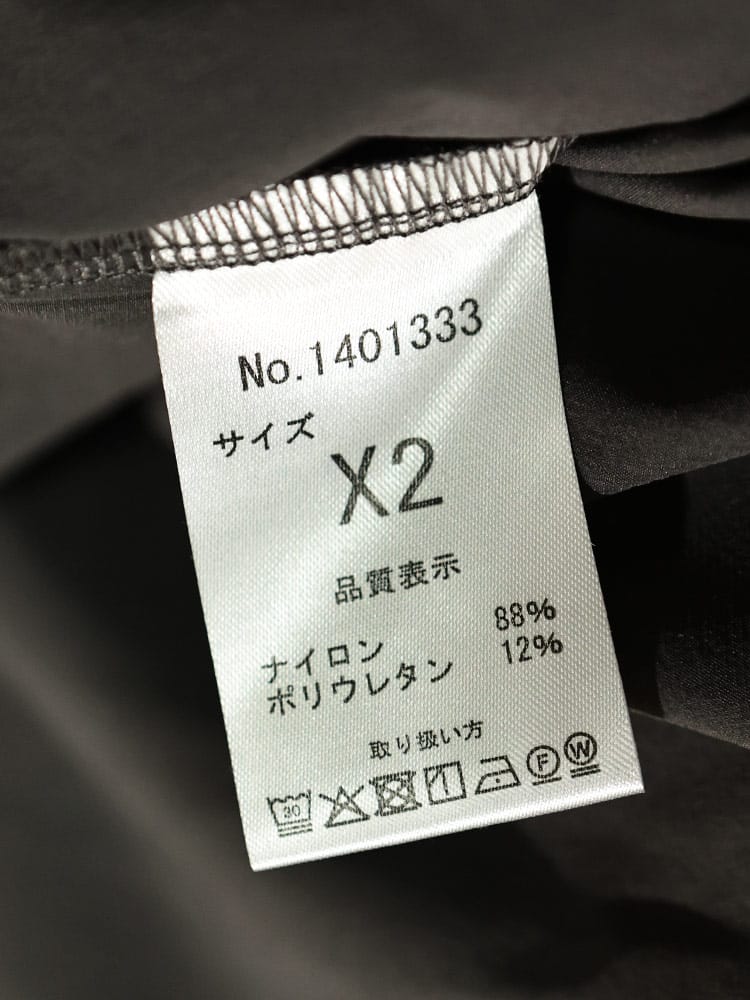 No.1401333
サイズ
X2
品質表示
ナイロン 88%
ポリウレタン 12%
取り扱い方
30 F W